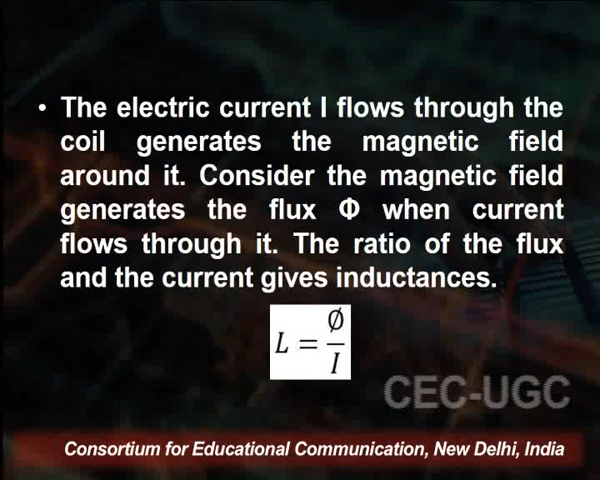 • The electric current I flows through the
coil generates the magnetic field
around it. Consider the magnetic field
generates the flux Φ when current
flows through it. The ratio of the flux
and the current gives inductances.
L = Ø/I
CEC-UGC
Consortium for Educational Communication, New Delhi, India